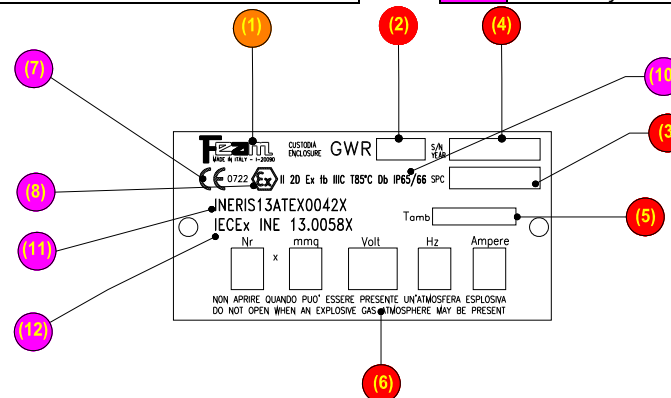 (1)
(2)
(4)
(7)
(10)
(3
Feam
MADE IN ITALY - I-20090
CUSTODIA
ENCLOSURE
GWR
S/N
YEAR
CE 0722 Ex II 2D Ex tb IIIC T85°C Db IP65/66 SPC
(8)
INERIS13ATEX0042X
IECEx INE 13.0058X
Tamb
(5)
(11)
Nr x mmq Volt Hz Ampere
NON APRIRE QUANDO PUO' ESSERE PRESENTE UN'ATMOSFERA ESPLOSIVA
DO NOT OPEN WHEN AN EXPLOSIVE GAS ATMOSPHERE MAY BE PRESENT
(12)
(6)